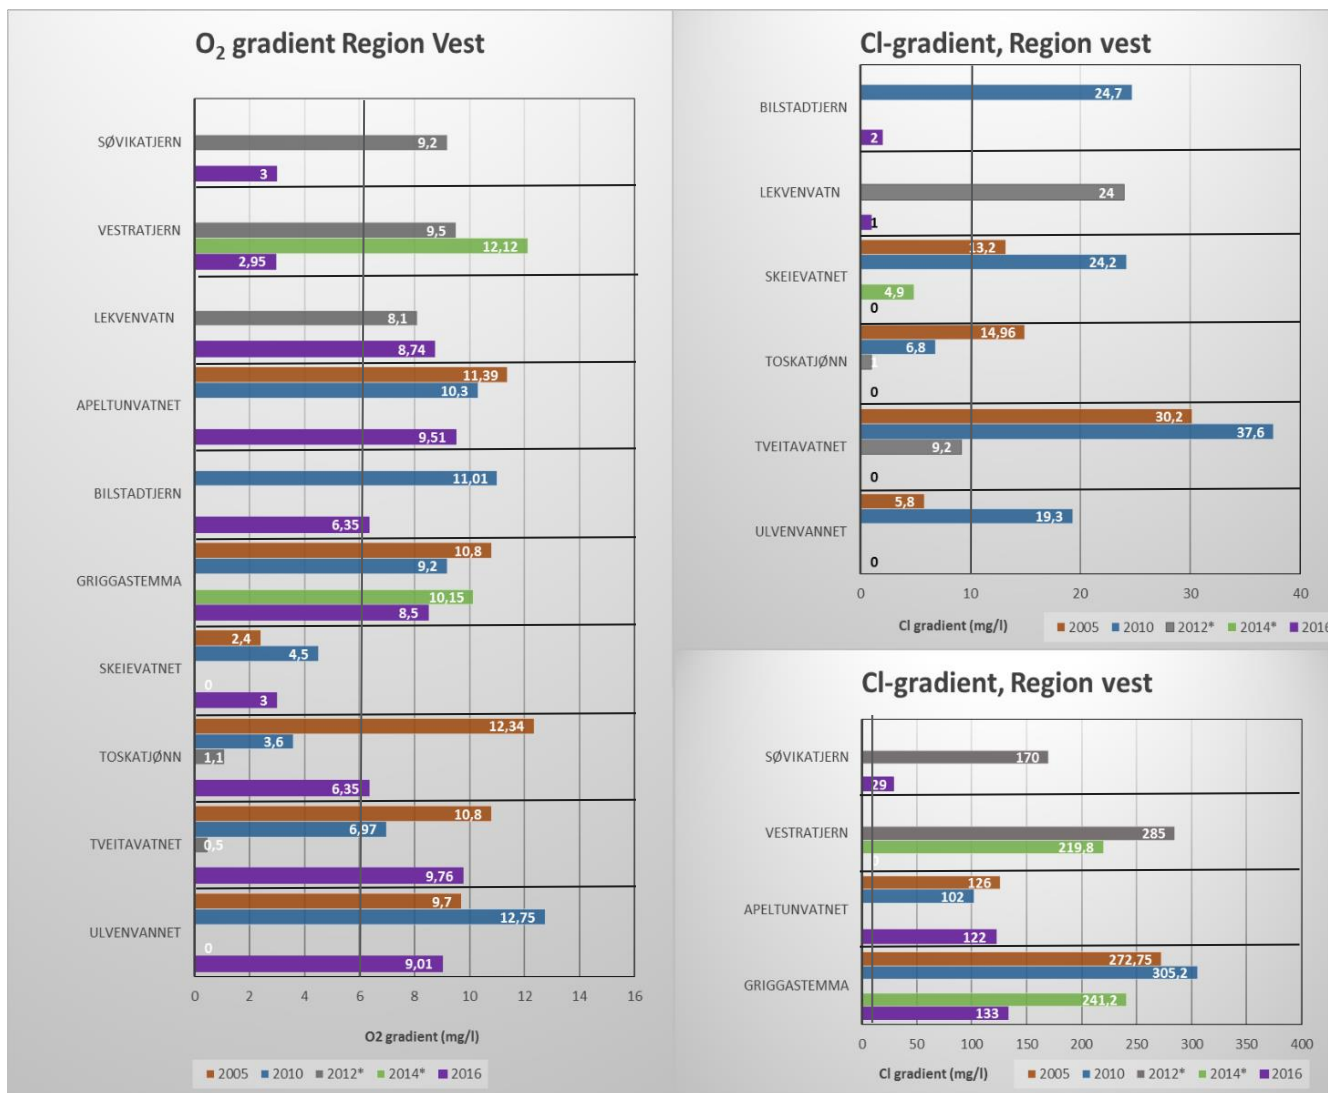 O₂ gradient Region Vest
SØVIKATJERN
9,2
3
VESTRATJERN
9,5
12,12
2,95
LEKVENVATN
8,1
8,74
APELTUNVATNET
11,39
10,3
9,51
BILSTADTJERN
11,01
6,35
GRIGGASTEMMA
10,8
9,2
10,15
8,5
SKEIEVATNET
2,4
4,5
0
3
TOSKATJØNN
12,34
3,6
1,1
6,35
TVEITAVATNET
10,8
6,97
0,5
9,76
ULVENVANNET
9,7
12,75
0
9,01
0 2 4 6 8 10 12 14 16
O2 gradient (mg/l)
2005 2010 2012* 2014* 2016
Cl-gradient, Region vest
BILSTADTJERN
24,7
2
LEKVENVATN
24
1
SKEIEVATNET
13,2
24,2
4,9
0
TOSKATJØNN
14,96
6,8
1
0
TVEITAVATNET
30,2
37,6
9,2
0
ULVENVANNET
5,8
19,3
0
0 10 20 30 40
Cl gradient (mg/l)
2005 2010 2012* 2014* 2016
Cl-gradient, Region vest
SØVIKATJERN
170
29
VESTRATJERN
285
219,8
0
APELTUNVATNET
126
102
122
GRIGGASTEMMA
272,75
305,2
241,2
133
0 50 100 150 200 250 300 350 400
Cl gradient (mg/l)
2005 2010 2012* 2014* 2016